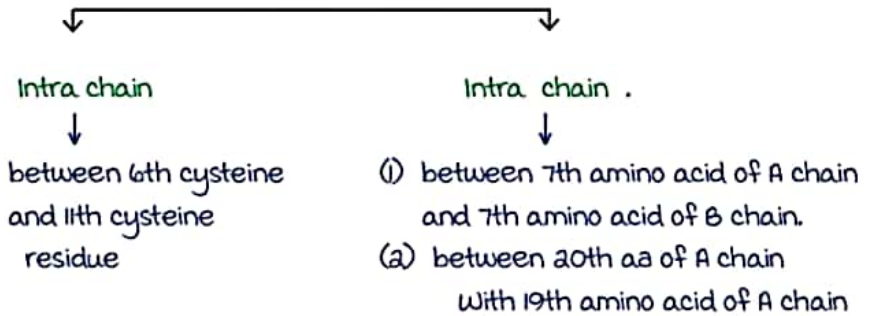 Intra chain
Intra chain .
between 6th cysteine
and 11th cysteine
residue
(1) between 7th amino acid of A chain
and 7th amino acid of B chain.
(2) between 20th aa of A chain
With 19th amino acid of A chain